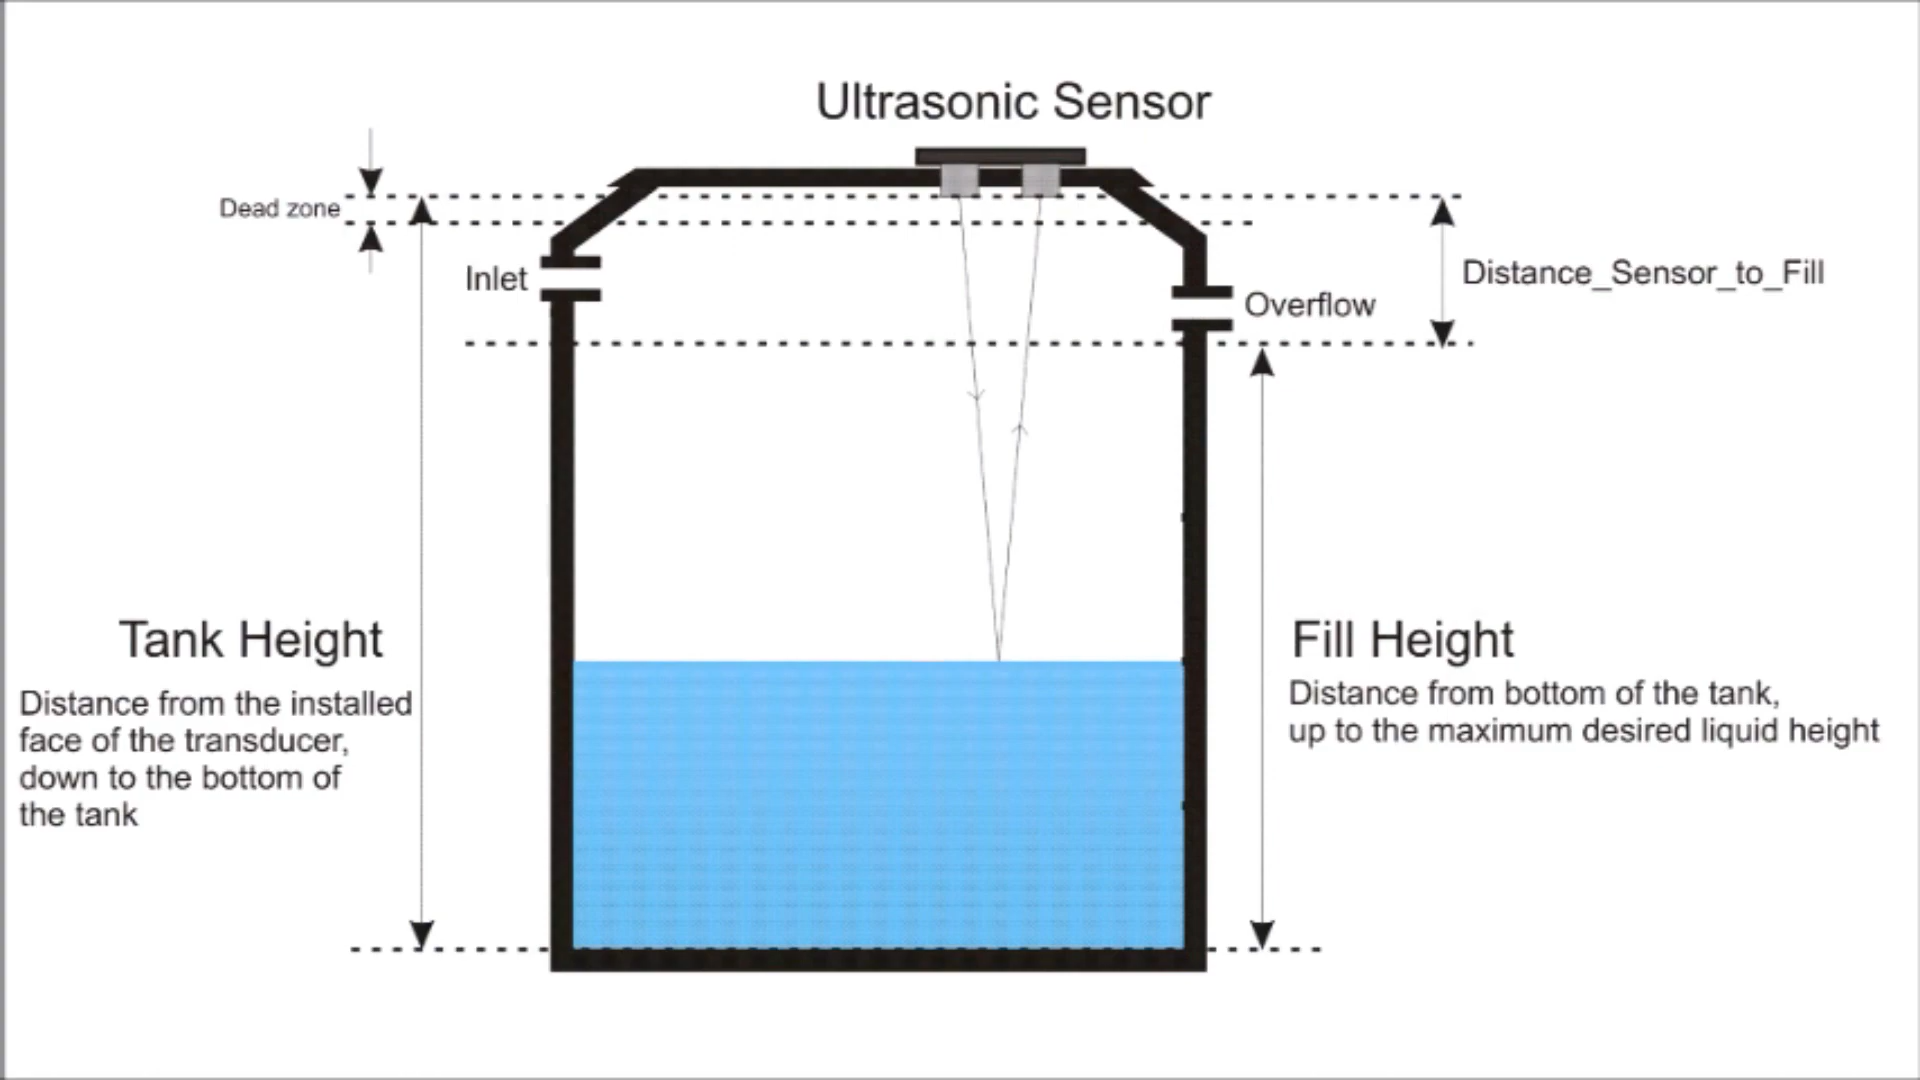 Ultrasonic Sensor
Dead zone
Inlet
Overflow
Distance_Sensor_to_Fill
Tank Height
Distance from the installed
face of the transducer,
down to the bottom of
the tank
Fill Height
Distance from bottom of the tank,
up to the maximum desired liquid height